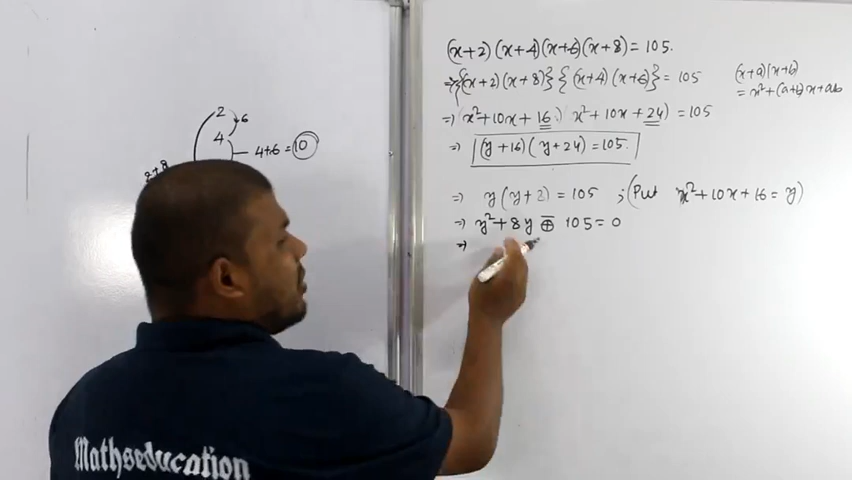 2
6
4
4+6 = 10
2+8
(x+2)(x+4)(x+6)(x+8) = 105.
⇒ {(x+2)(x+8)} {(x+4)(x+6)} = 105
(x+a)(x+b)
= x²+(a+b)x+ab
⇒ (x²+10x+16) (x²+10x+24) = 105
⇒ (y+16)(y+24) = 105.
⇒ y(y+8) = 105 ; (Put x²+10x+16 = y)
⇒ y²+8y - 105 = 0
⇒
Mathseducation